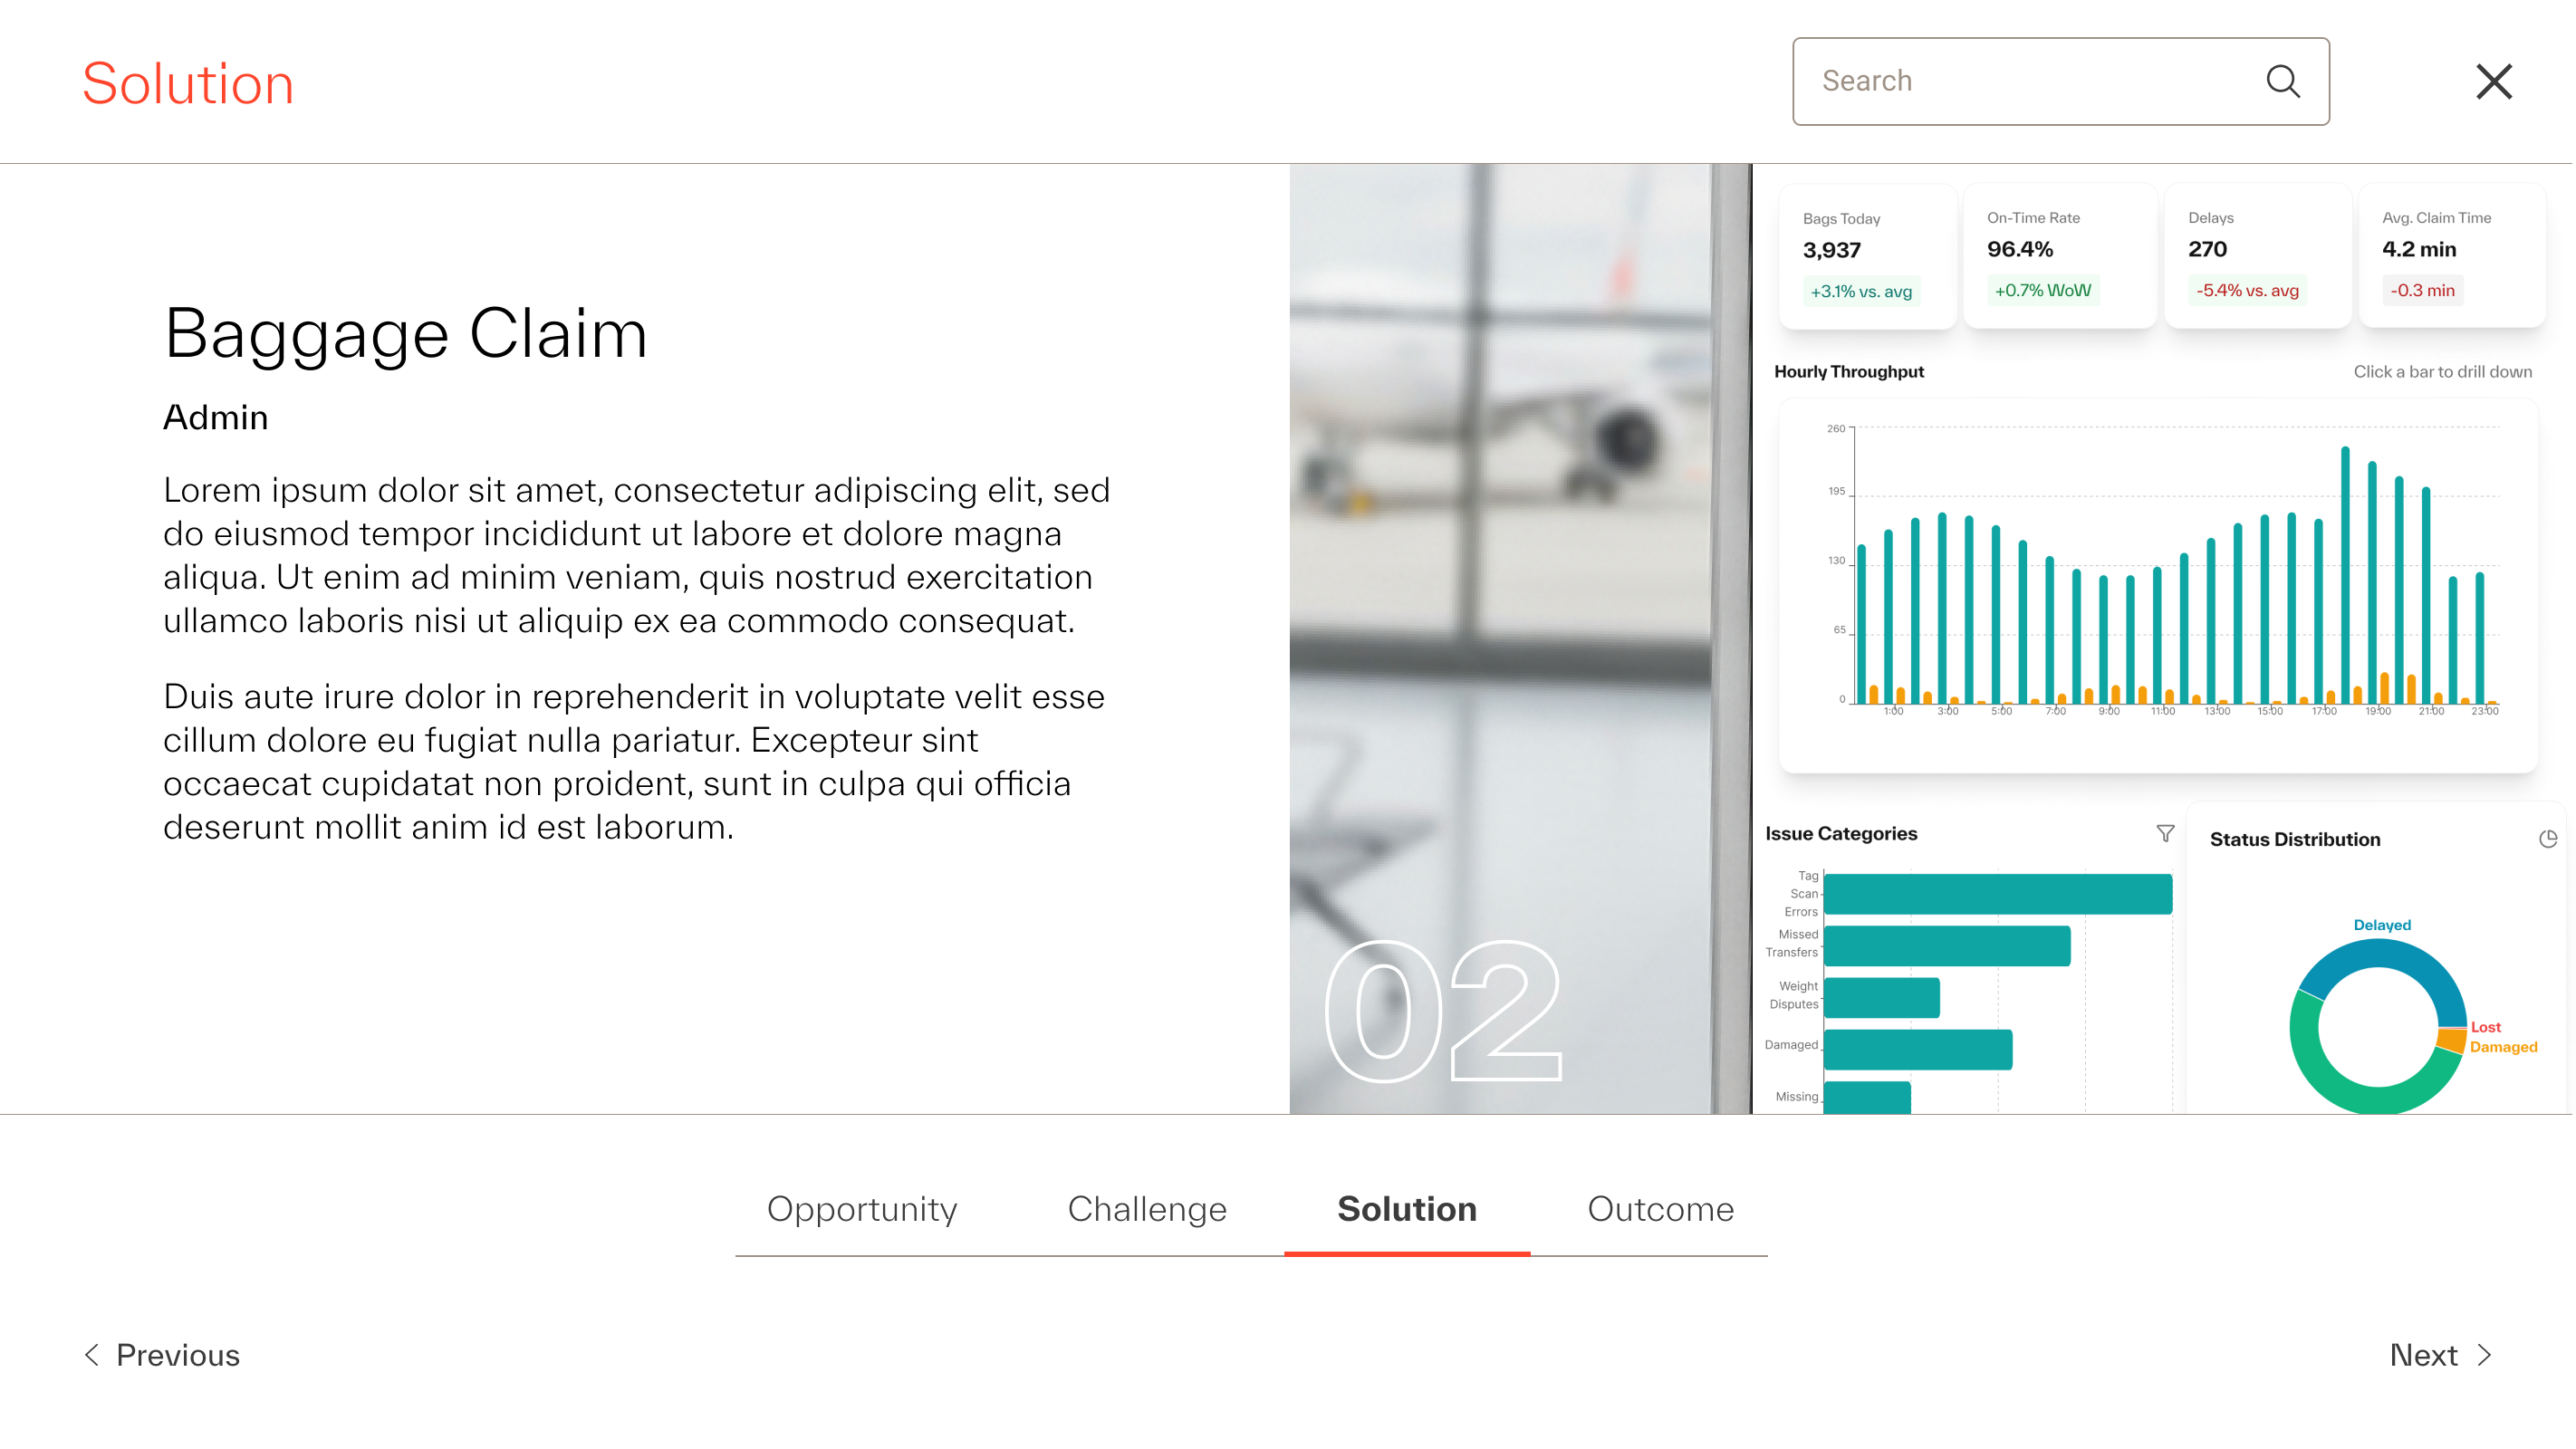 Solution
Search
Baggage Claim
Admin
Lorem ipsum dolor sit amet, consectetur adipiscing elit, sed
do eiusmod tempor incididunt ut labore et dolore magna
aliqua. Ut enim ad minim veniam, quis nostrud exercitation
ullamco laboris nisi ut aliquip ex ea commodo consequat.
Duis aute irure dolor in reprehenderit in voluptate velit esse
cillum dolore eu fugiat nulla pariatur. Excepteur sint
occaecat cupidatat non proident, sunt in culpa qui officia
deserunt mollit anim id est laborum.
02
Bags Today
3,937
+3.1% vs. avg
On-Time Rate
96.4%
+0.7% WoW
Delays
270
-5.4% vs. avg
Avg. Claim Time
4.2 min
-0.3 min
Hourly Throughput
Click a bar to drill down
260
195
130
65
0
1:00 3:00 5:00 7:00 9:00 11:00 13:00 15:00 17:00 19:00 21:00 23:00
Issue Categories
Tag
Scan
Errors
Missed
Transfers
Weight
Disputes
Damaged
Missing
Status Distribution
Delayed
Lost
Damaged
Opportunity
Challenge
Solution
Outcome
Previous
Next